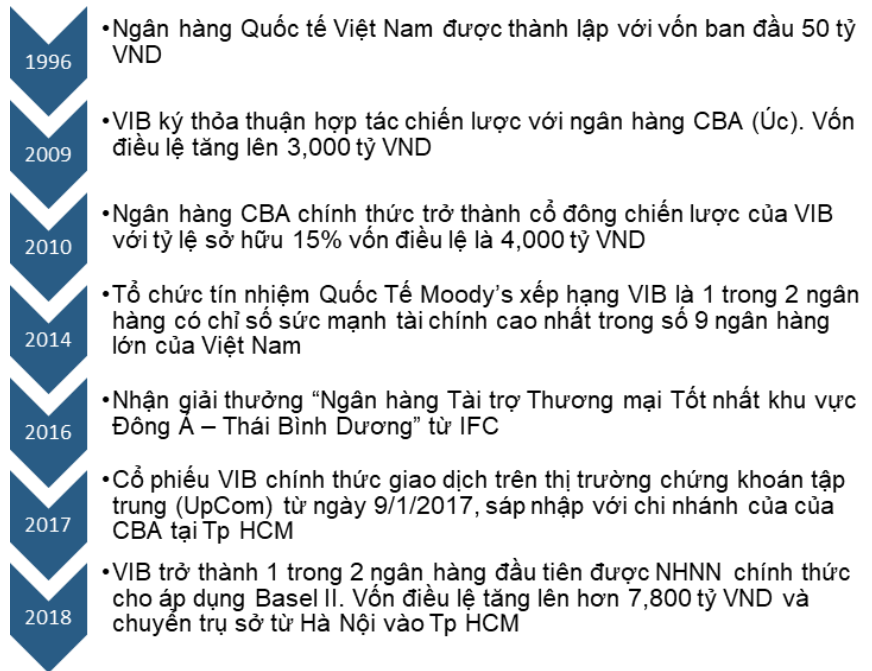 1996
•Ngân hàng Quốc tế Việt Nam được thành lập với vốn ban đầu 50 tỷ
VND
2009
•VIB ký thỏa thuận hợp tác chiến lược với ngân hàng CBA (Úc). Vốn
điều lệ tăng lên 3,000 tỷ VND
2010
•Ngân hàng CBA chính thức trở thành cổ đông chiến lược của VIB
với tỷ lệ sở hữu 15% vốn điều lệ là 4,000 tỷ VND
2014
•Tổ chức tín nhiệm Quốc Tế Moody’s xếp hạng VIB là 1 trong 2 ngân
hàng có chỉ số sức mạnh tài chính cao nhất trong số 9 ngân hàng
lớn của Việt Nam
2016
•Nhận giải thưởng “Ngân hàng Tài trợ Thương mại Tốt nhất khu vực
Đông Á – Thái Bình Dương” từ IFC
2017
•Cổ phiếu VIB chính thức giao dịch trên thị trường chứng khoán tập
trung (UpCom) từ ngày 9/1/2017, sáp nhập với chi nhánh của của
CBA tại Tp HCM
2018
•VIB trở thành 1 trong 2 ngân hàng đầu tiên được NHNN chính thức
cho áp dụng Basel II. Vốn điều lệ tăng lên hơn 7,800 tỷ VND và
chuyển trụ sở từ Hà Nội vào Tp HCM